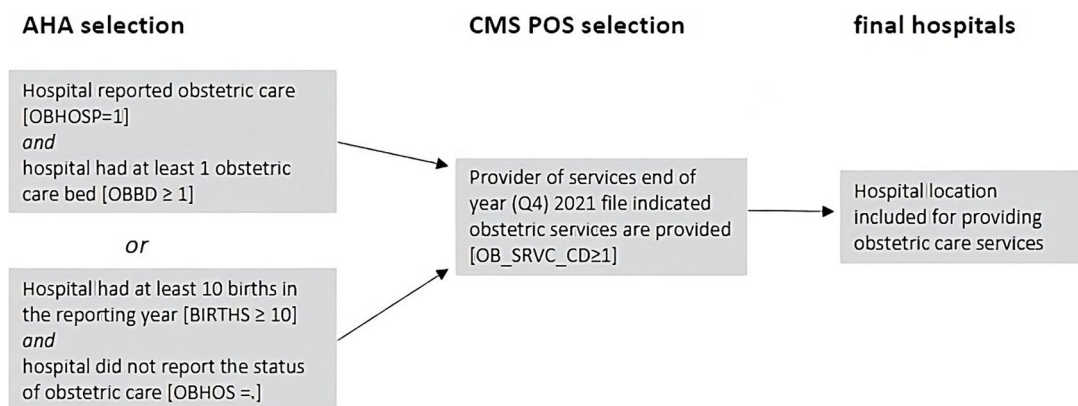 AHA selection
CMS POS selection
final hospitals
Hospital reported obstetric care
[OBHOSP=1]
and
hospital had at least 1 obstetric
care bed [OBBD ≥ 1]
or
Hospital had at least 10 births in
the reporting year [BIRTHS ≥ 10]
and
hospital did not report the status
of obstetric care [OBHOS =.]
Provider of services end of
year (Q4) 2021 file indicated
obstetric services are provided
[OB_SRVC_CD≥1]
Hospital location
included for providing
obstetric care services